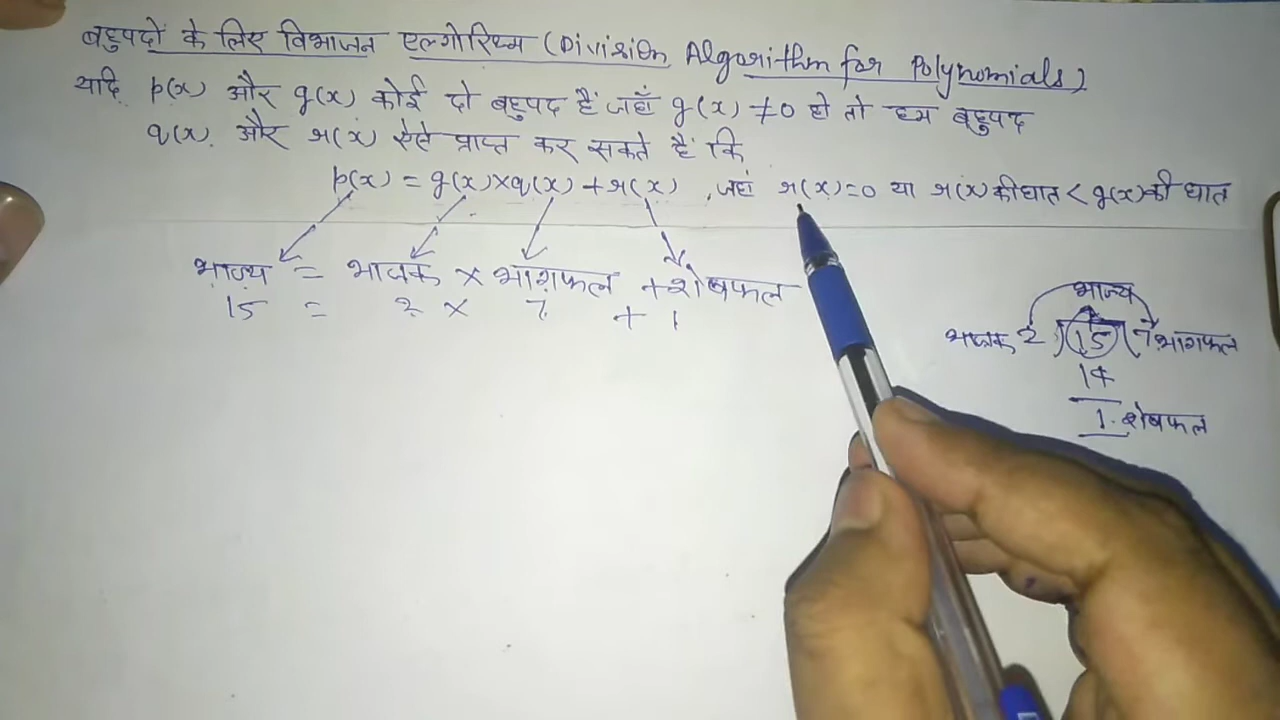 बहुपदों के लिए विभाजन एल्गोरिथ्म (Division Algorithm for Polynomials)
यदि p(x) और g(x) कोई दो बहुपद हैं जहाँ g(x) ≠ 0 हो तो हम बहुपद
q(x) और r(x) ऐसे प्राप्त कर सकते हैं कि
p(x) = g(x) × q(x) + r(x) , जहां r(x) = 0 या r(x) की घात < g(x) की घात
भाज्य = भाजक × भागफल + शेषफल
15 = 2 × 7 + 1
भाज्य
भाजक 2 ) 15 ( 7 भागफल
14
1. शेषफल